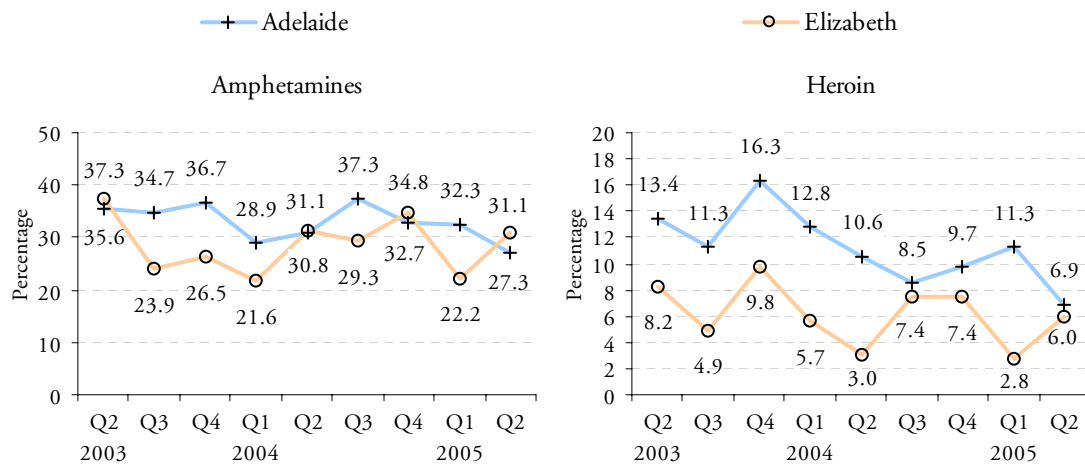 Adelaide Elizabeth
Amphetamines
Percentage
50
40
30
20
10
0
37.3 34.7 36.7 28.9 31.1 37.3 34.8 32.3 31.1
35.6 23.9 26.5 21.6 30.8 29.3 32.7 22.2 27.3
Q2 Q3 Q4 Q1 Q2 Q3 Q4 Q1 Q2
2003 2004 2005
Heroin
Percentage
20
18
16
14
12
10
8
6
4
2
0
13.4 11.3 16.3 12.8 10.6 8.5 9.7 11.3 6.9
8.2 4.9 9.8 5.7 3.0 7.4 7.4 2.8 6.0
Q2 Q3 Q4 Q1 Q2 Q3 Q4 Q1 Q2
2003 2004 2005